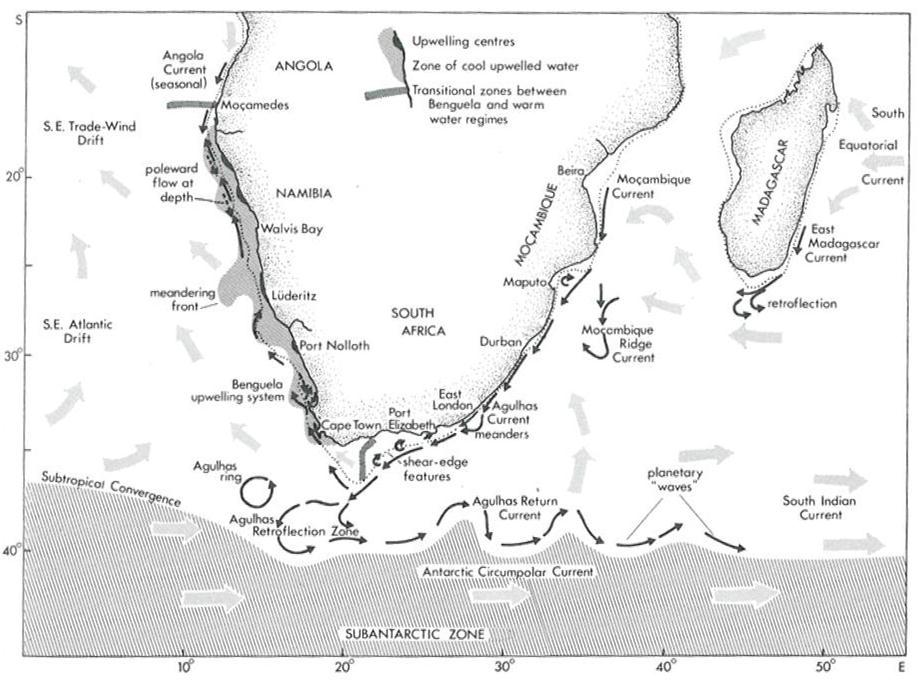 S
Angola
Current
(seasonal)
ANGOLA
Upwelling centres
Zone of cool upwelled water
Transitional zones between
Benguela and warm
water regimes
Moçamedes
S.E. Trade-Wind
Drift
South
Equatorial
Current
MADAGASCAR
20°
poleward
flow at
depth
NAMIBIA
Beira
Moçambique
Current
MOÇAMBIQUE
Walvis Bay
East
Madagascar
Current
meandering
front
Lüderitz
Maputo
retroflection
S.E. Atlantic
Drift
SOUTH
AFRICA
Moçambique
Ridge
Current
30°
Port Nolloth
Durban
Benguela
upwelling system
East
London
Agulhas
Current
meanders
Cape Town
Port
Elizabeth
shear-edge
features
Agulhas
ring
planetary
"waves"
Subtropical Convergence
Agulhas
Retroflection Zone
Agulhas Return
Current
South Indian
Current
40°
Antarctic Circumpolar Current
SUBANTARCTIC ZONE
10°
20°
30°
40°
50°
E